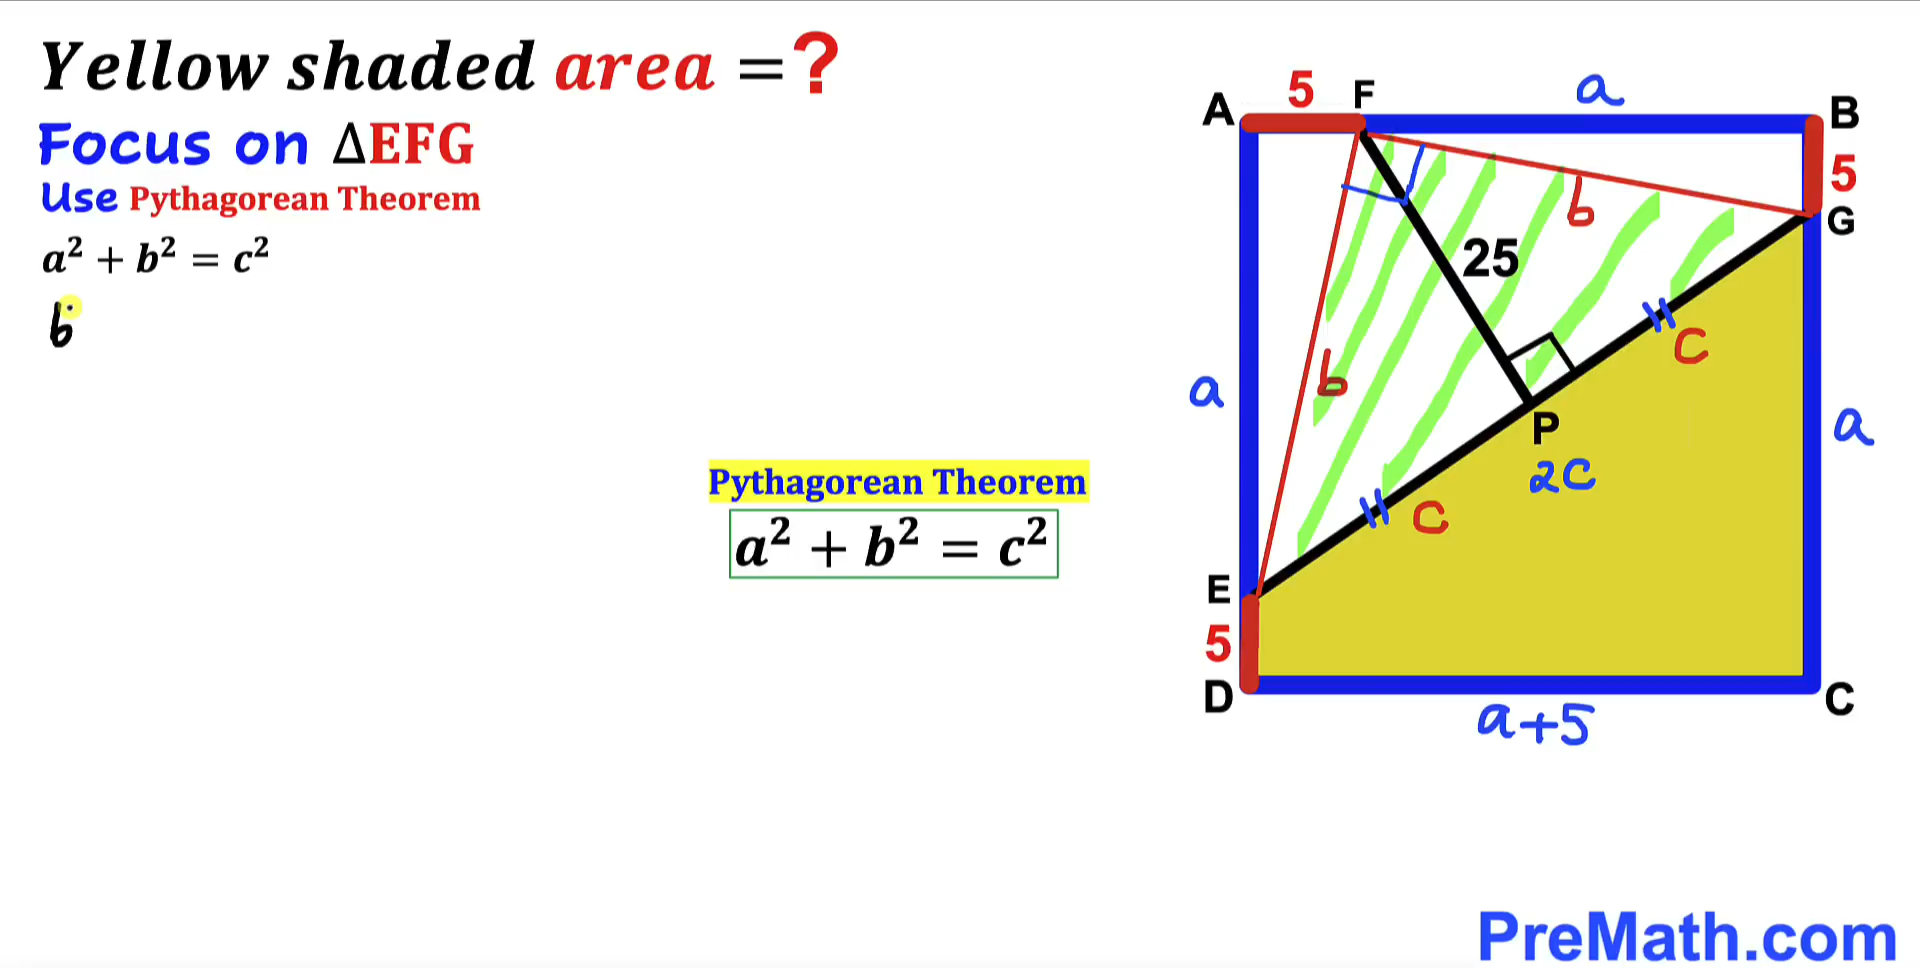 Yellow shaded area =?
Focus on ΔEFG
Use Pythagorean Theorem
a² + b² = c²
b
Pythagorean Theorem
a² + b² = c²
A
5
F
a
B
5
G
b
25
C
b
a
P
2C
a
C
E
5
D
C
a+5
PreMath.com